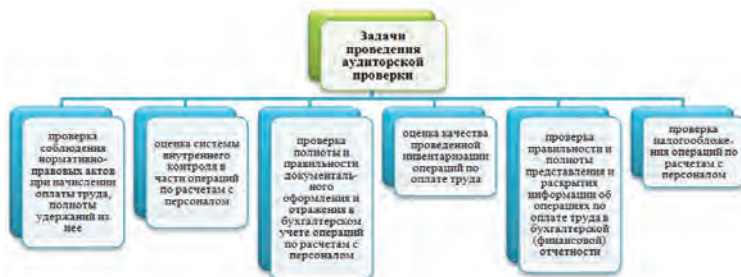 Задачи
проведения
аудиторской
проверки
проверка
соблюдения
нормативно-
правовых актов
при начислении
оплаты труда,
полноты
удержаний из
нее
оценка системы
внутреннего
контроля в
части операций
по расчетам с
персоналом
проверка
полноты и
правильности
документаль-
ного
оформления и
отражения в
бухгалтерском
учете операций
по расчетам с
персоналом
оценка качества
проведенной
инвентаризации
операций по
оплате труда
проверка
правильности и
полноты
представления и
раскрытия
информации об
операциях по
оплате труда в
бухгалтерской
(финансовой)
отчетности
проверка
налогообложе-
ния операций по
расчетам с
персоналом